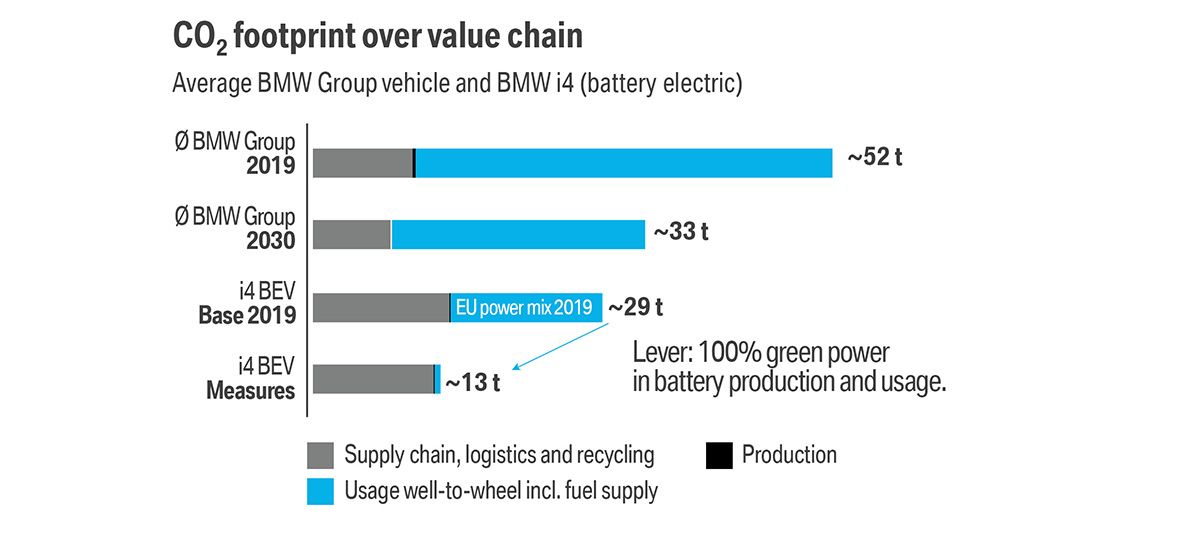 CO₂ footprint over value chain
Average BMW Group vehicle and BMW i4 (battery electric)
Ø BMW Group
2019
~52 t
Ø BMW Group
2030
~33 t
i4 BEV
Base 2019
EU power mix 2019
~29 t
i4 BEV
Measures
~13 t
Lever: 100% green power
in battery production and usage.
Supply chain, logistics and recycling
Production
Usage well-to-wheel incl. fuel supply